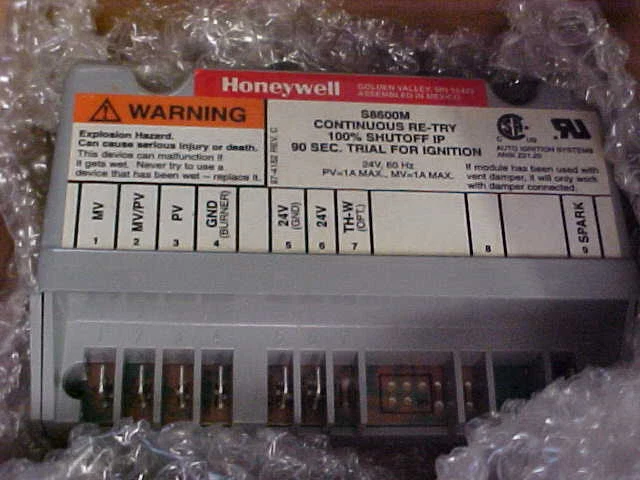 Honeywell
GOLDEN VALLEY, MN 55422
ASSEMBLED IN MEXICO
WARNING
Explosion Hazard.
Can cause serious injury or death.
This device can malfunction if
it gets wet. Never try to use a
device that has been wet – replace it.
S8600M
CONTINUOUS RE-TRY
100% SHUTOFF IP
90 SEC. TRIAL FOR IGNITION
24V, 60 Hz
PV=1A MAX., MV=1A MAX.
REV. C
AUTO IGNITION SYSTEMS
If module has been used with
vent damper, it will only work
with damper connected.
MV
1
MV/PV
2
PV
3
GND
(BURNER)
4
24V
(GND)
5
24V
6
TH-W
(OPT.)
7
8
SPARK
9